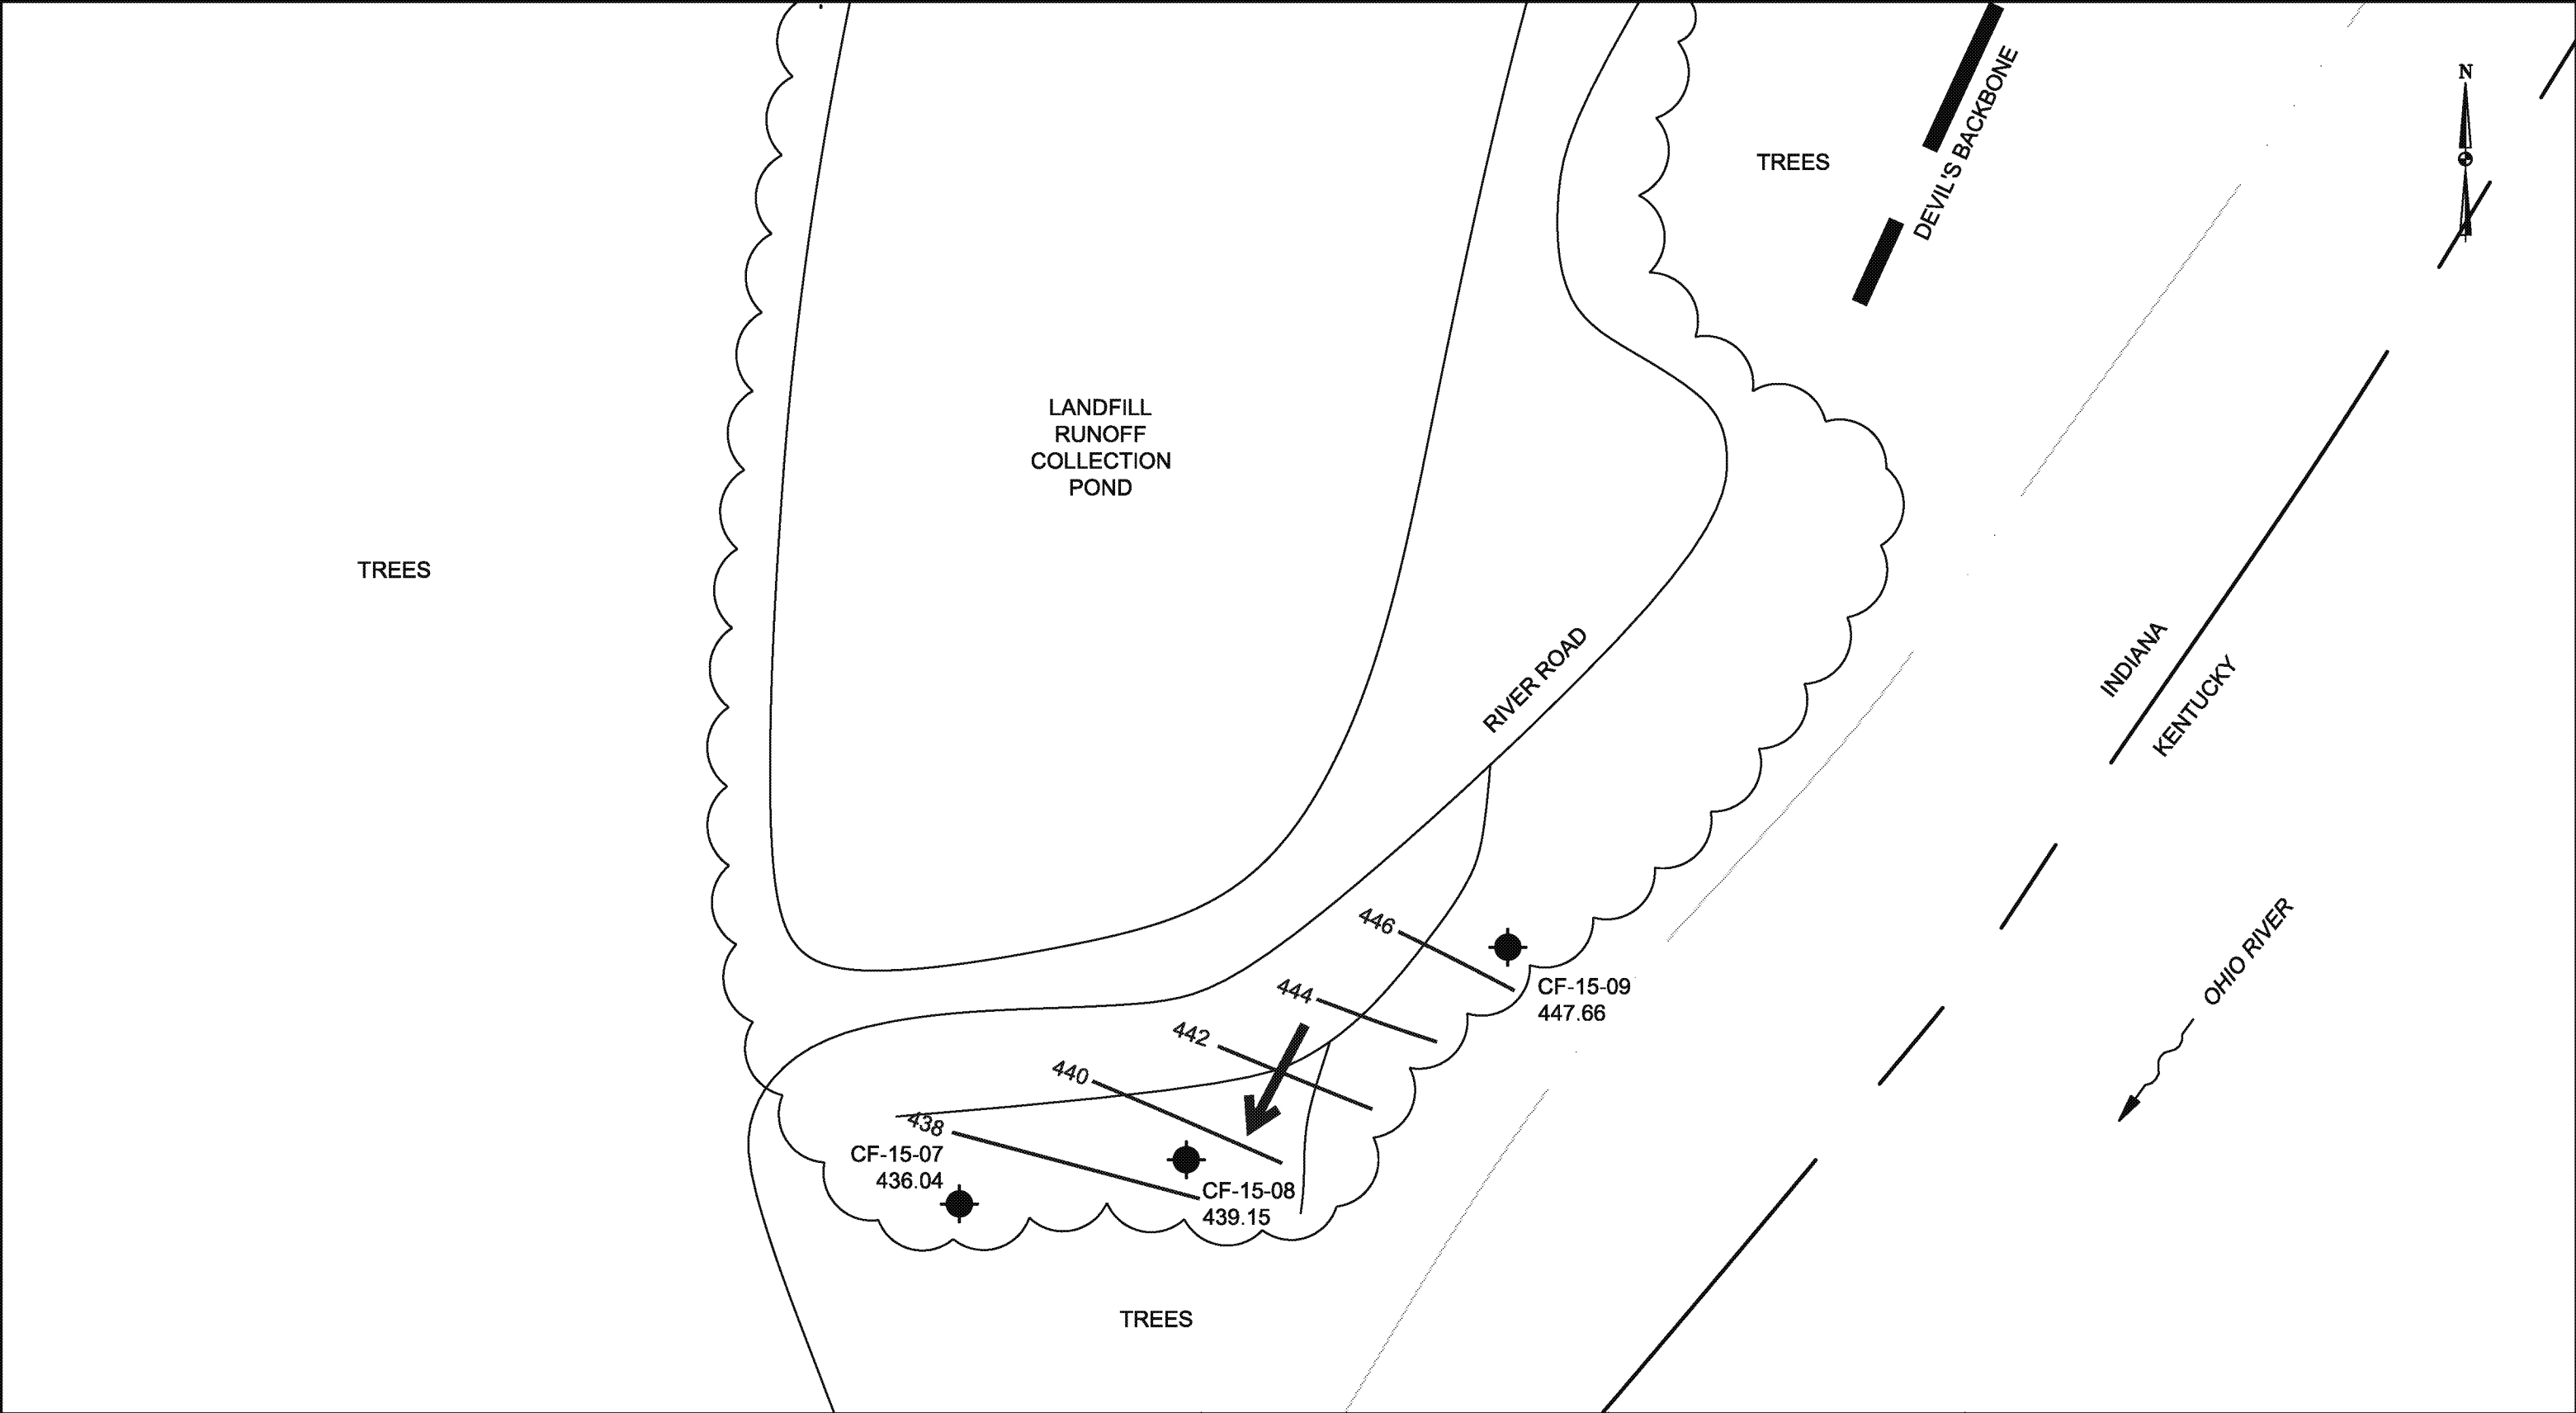 N
DEVIL'S BACKBONE
TREES
LANDFILL
RUNOFF
COLLECTION
POND
TREES
RIVER ROAD
INDIANA
KENTUCKY
OHIO RIVER
446
CF-15-09
447.66
444
442
440
438
CF-15-07
436.04
CF-15-08
439.15
TREES